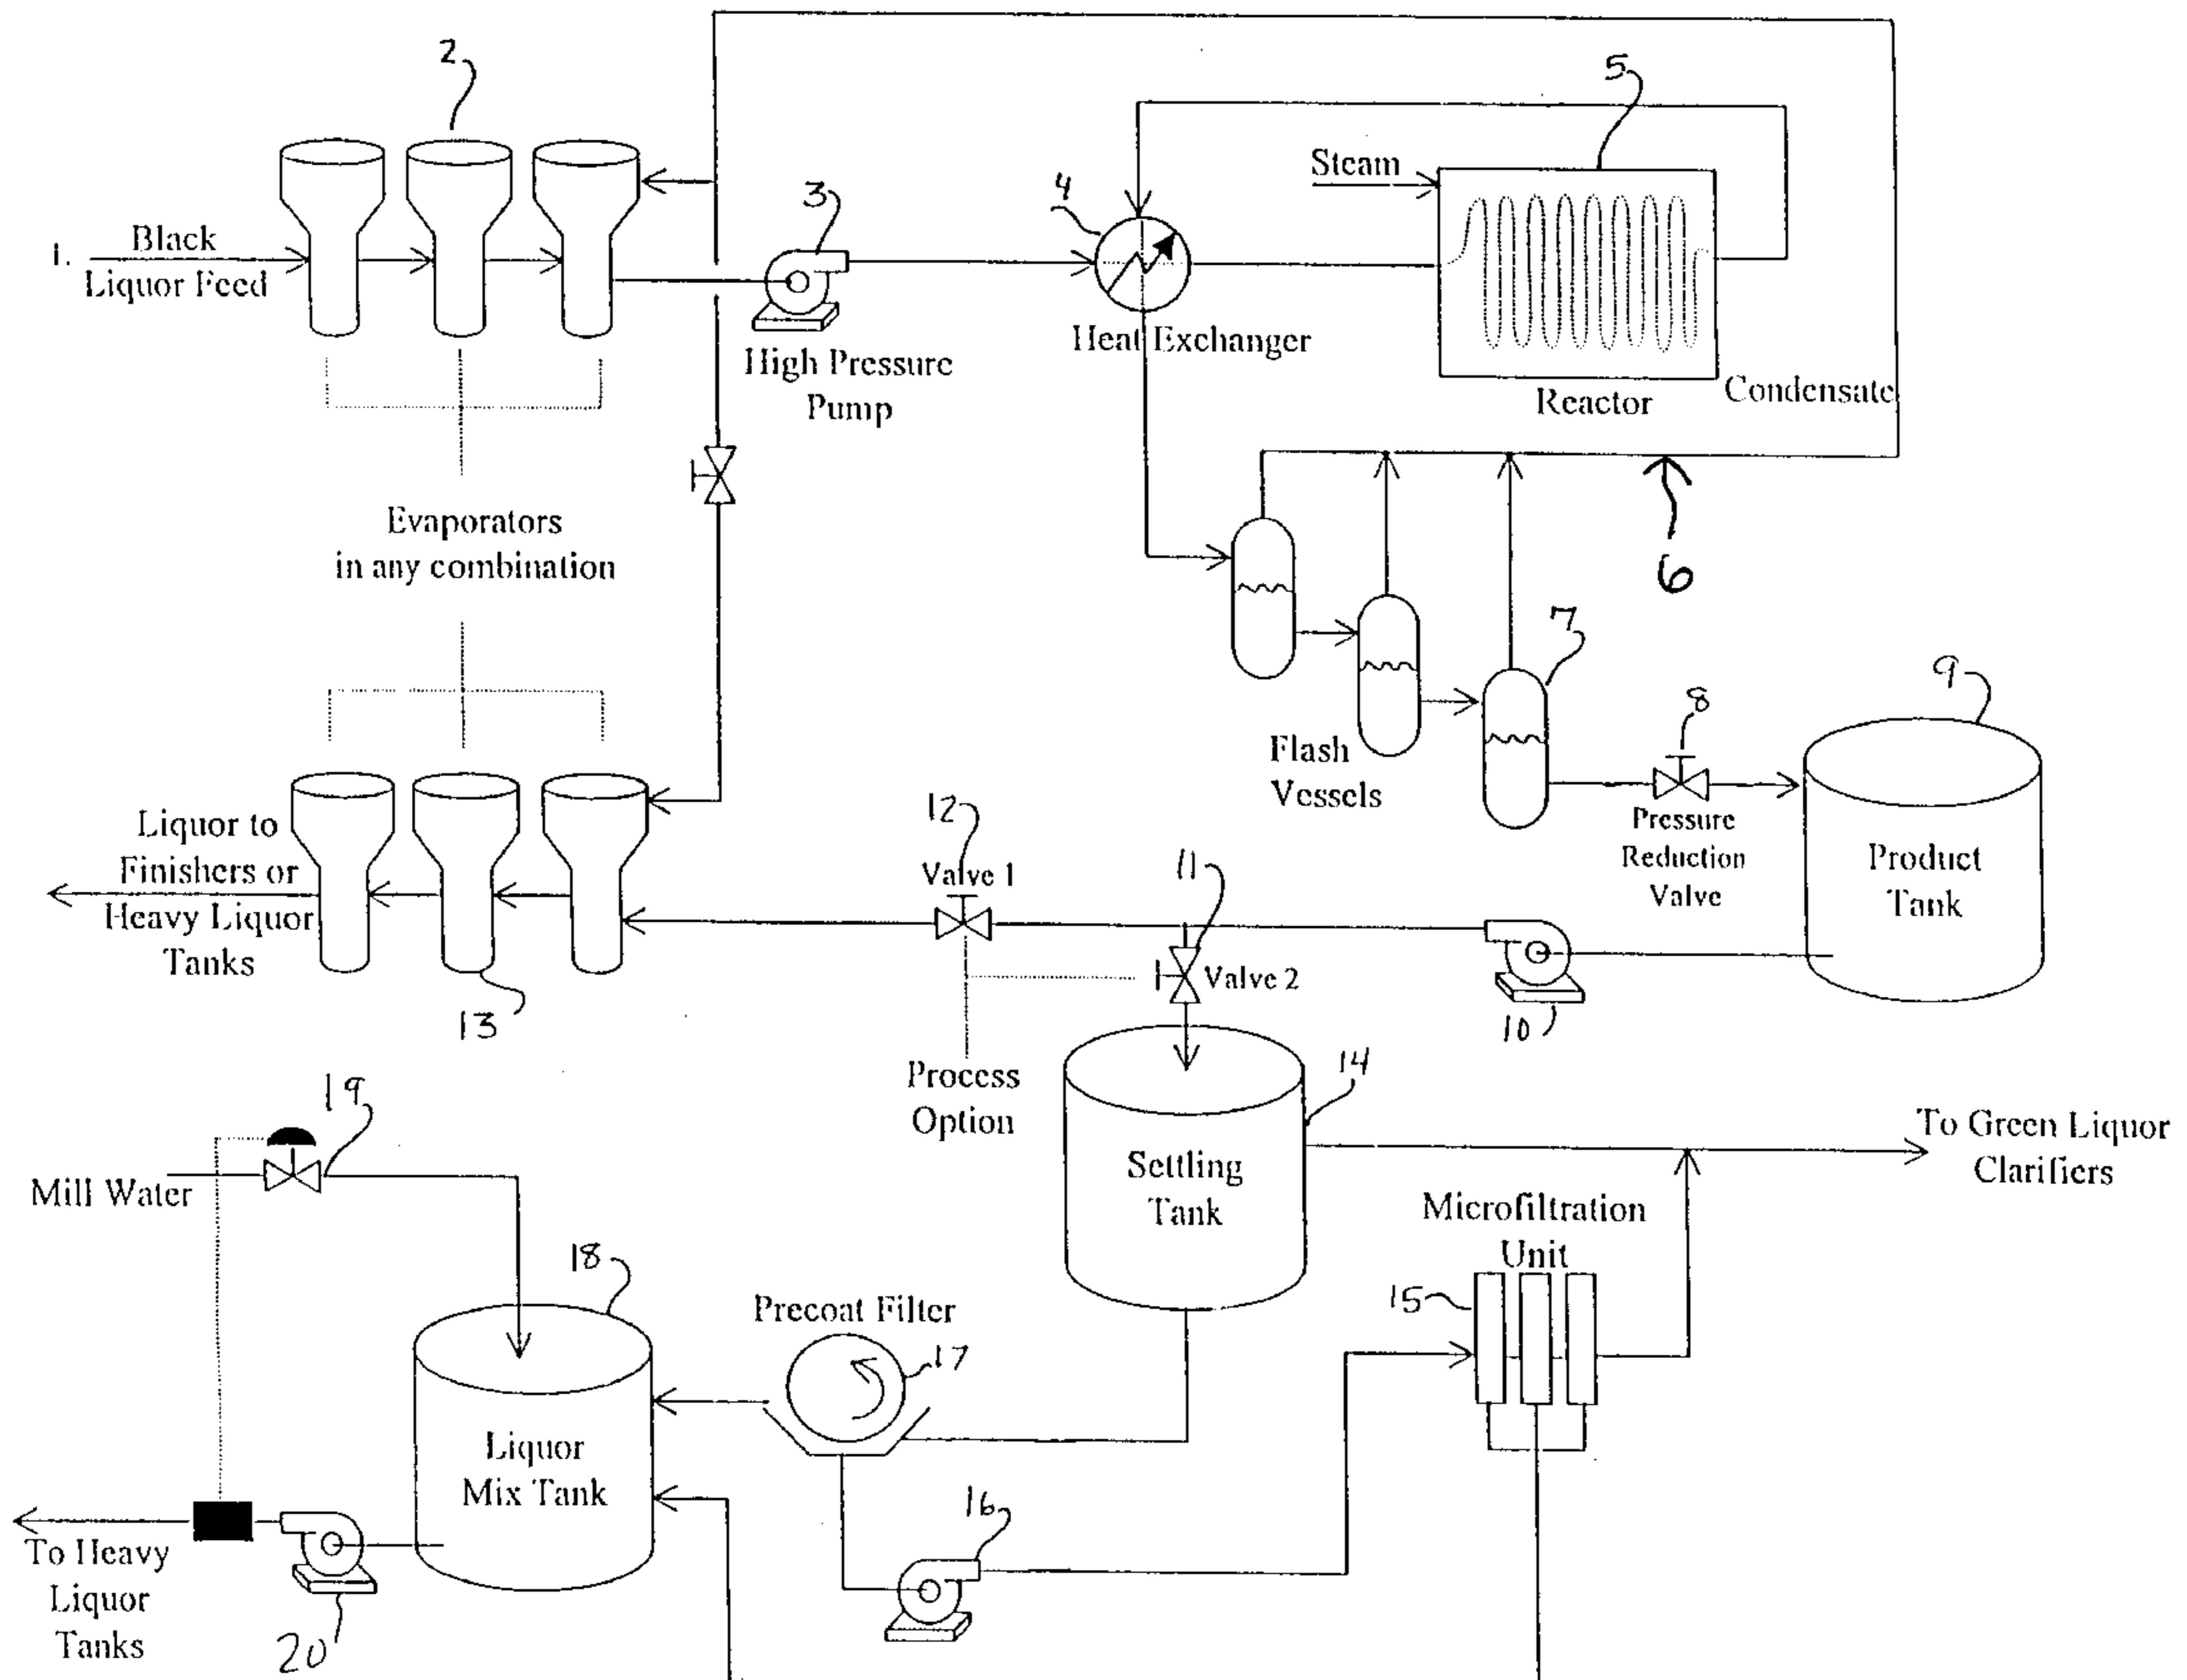 2
5
Steam
3
4
1.
Black
Liquor Feed
Heat Exchanger
High Pressure
Pump
Reactor
Condensate
6
Evaporators
in any combination
7
9
8
Flash
Vessels
Pressure
Reduction
Valve
Product
Tank
12
Valve 1
11
Liquor to
Finishers or
Heavy Liquor
Tanks
Valve 2
13
10
Process
Option
14
19
Mill Water
Settling
Tank
To Green Liquor
Clarifiers
Microfiltration
Unit
18
Precoat Filter
15
17
Liquor
Mix Tank
16
To Heavy
Liquor
Tanks
20